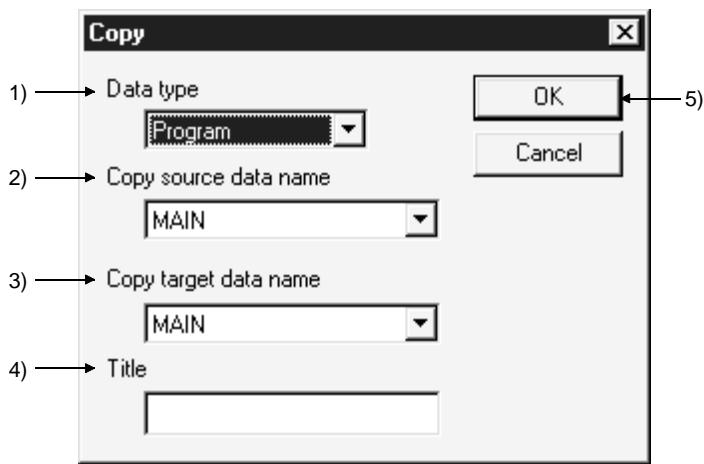 Copy
1) Data type
OK 5)
Program
Cancel
2) Copy source data name
MAIN
3) Copy target data name
MAIN
4) Title